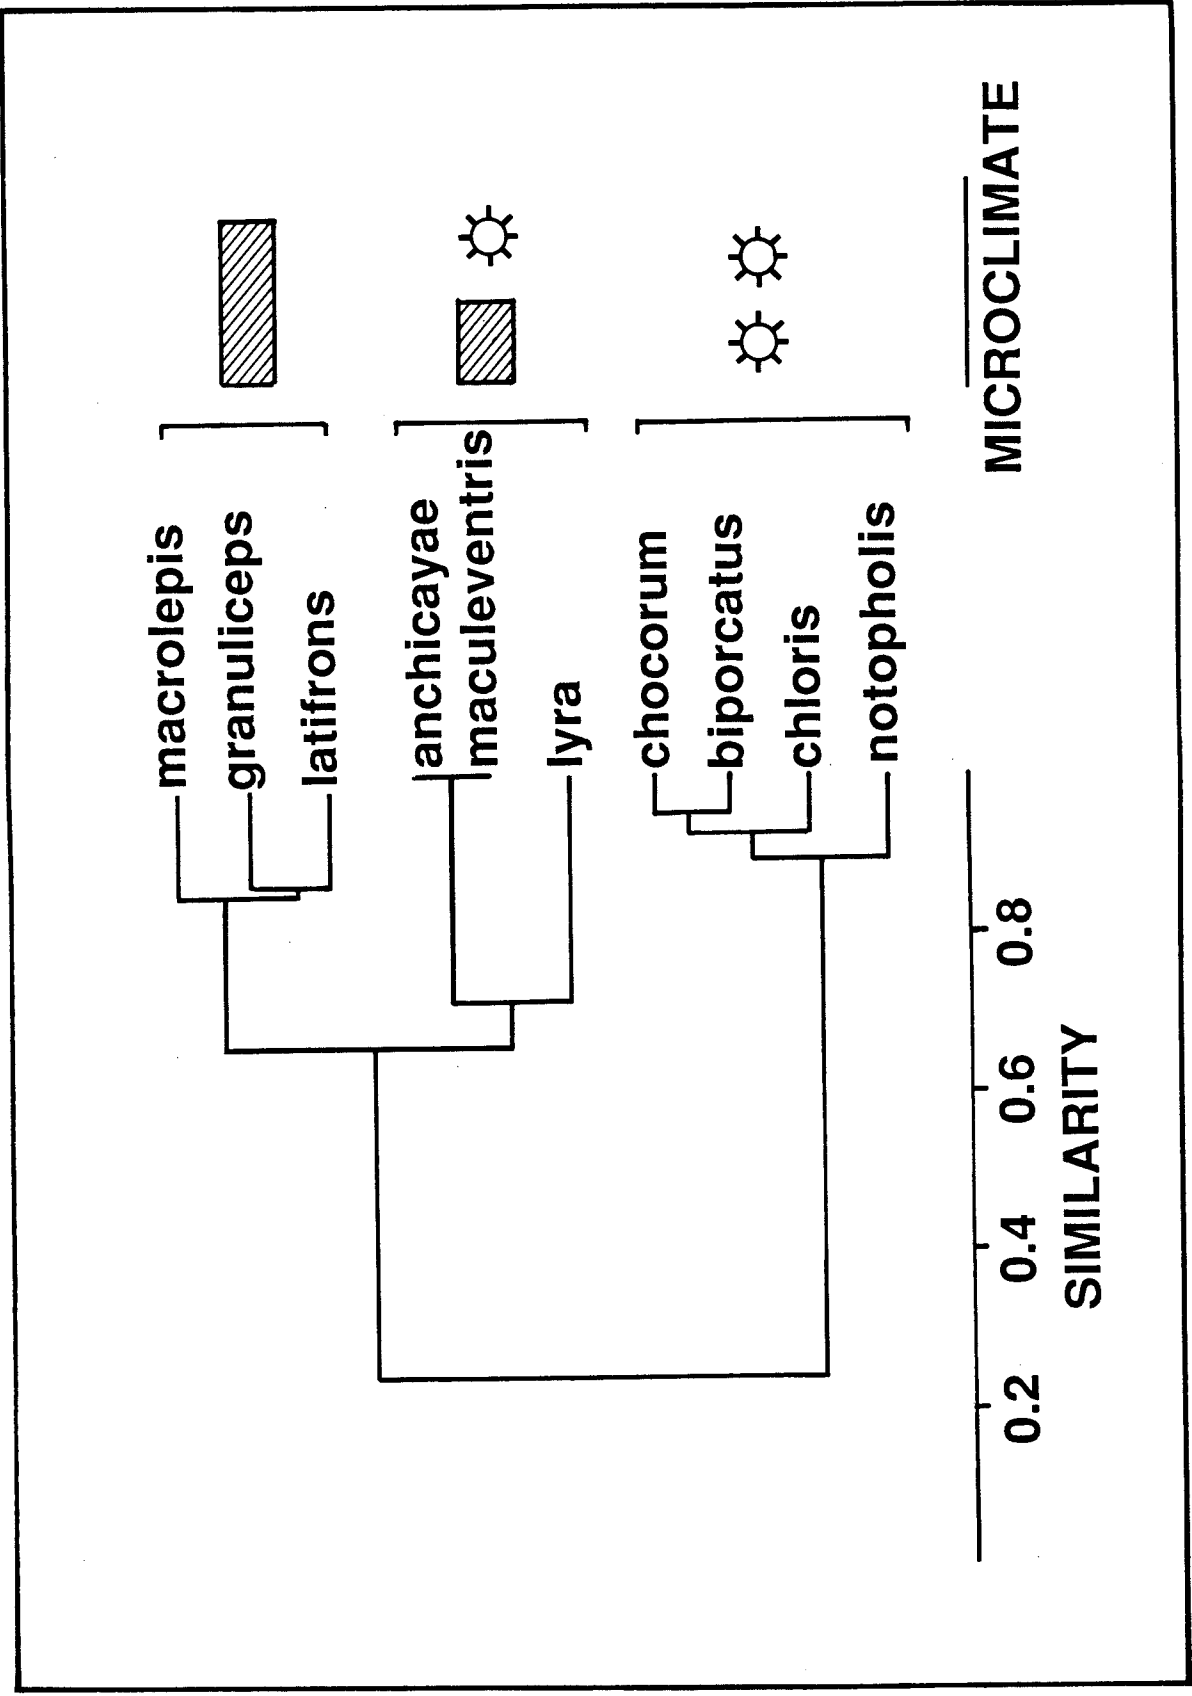 macrolepis
granuliceps
latifrons
anchicayae
maculeventris
lyra
chocorum
biporcatus
chloris
notopholis
0.2 0.4 0.6 0.8
SIMILARITY
MICROCLIMATE